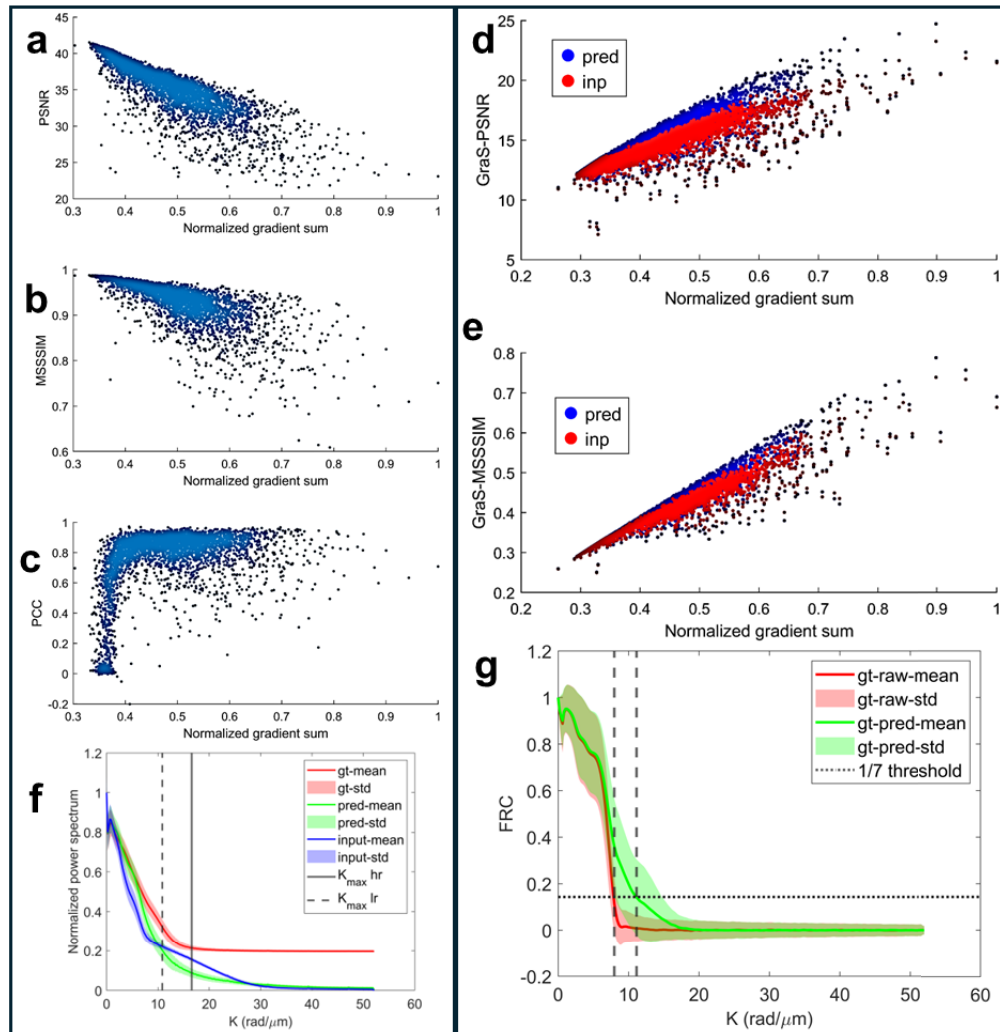 a
45
40
35
30
25
20
PSNR
0.3 0.4 0.5 0.6 0.7 0.8 0.9 1
Normalized gradient sum
b
1
0.9
0.8
0.7
0.6
MSSSIM
0.3 0.4 0.5 0.6 0.7 0.8 0.9 1
Normalized gradient sum
c
1
0.8
0.6
0.4
0.2
0
-0.2
PCC
0.3 0.4 0.5 0.6 0.7 0.8 0.9 1
Normalized gradient sum
d
25
20
15
10
5
GraS-PSNR
pred
inp
0.2 0.3 0.4 0.5 0.6 0.7 0.8 0.9 1
Normalized gradient sum
e
0.8
0.7
0.6
0.5
0.4
0.3
0.2
GraS-MSSSIM
pred
inp
0.2 0.3 0.4 0.5 0.6 0.7 0.8 0.9 1
Normalized gradient sum
f
1.2
1
0.8
0.6
0.4
0.2
0
Normalized power spectrum
gt-mean
gt-std
pred-mean
pred-std
input-mean
input-std
K_max hr
K_max lr
0 10 20 30 40 50 60
K (rad/μm)
g
1.2
1
0.8
0.6
0.4
0.2
0
-0.2
FRC
gt-raw-mean
gt-raw-std
gt-pred-mean
gt-pred-std
1/7 threshold
0 10 20 30 40 50 60
K (rad/μm)